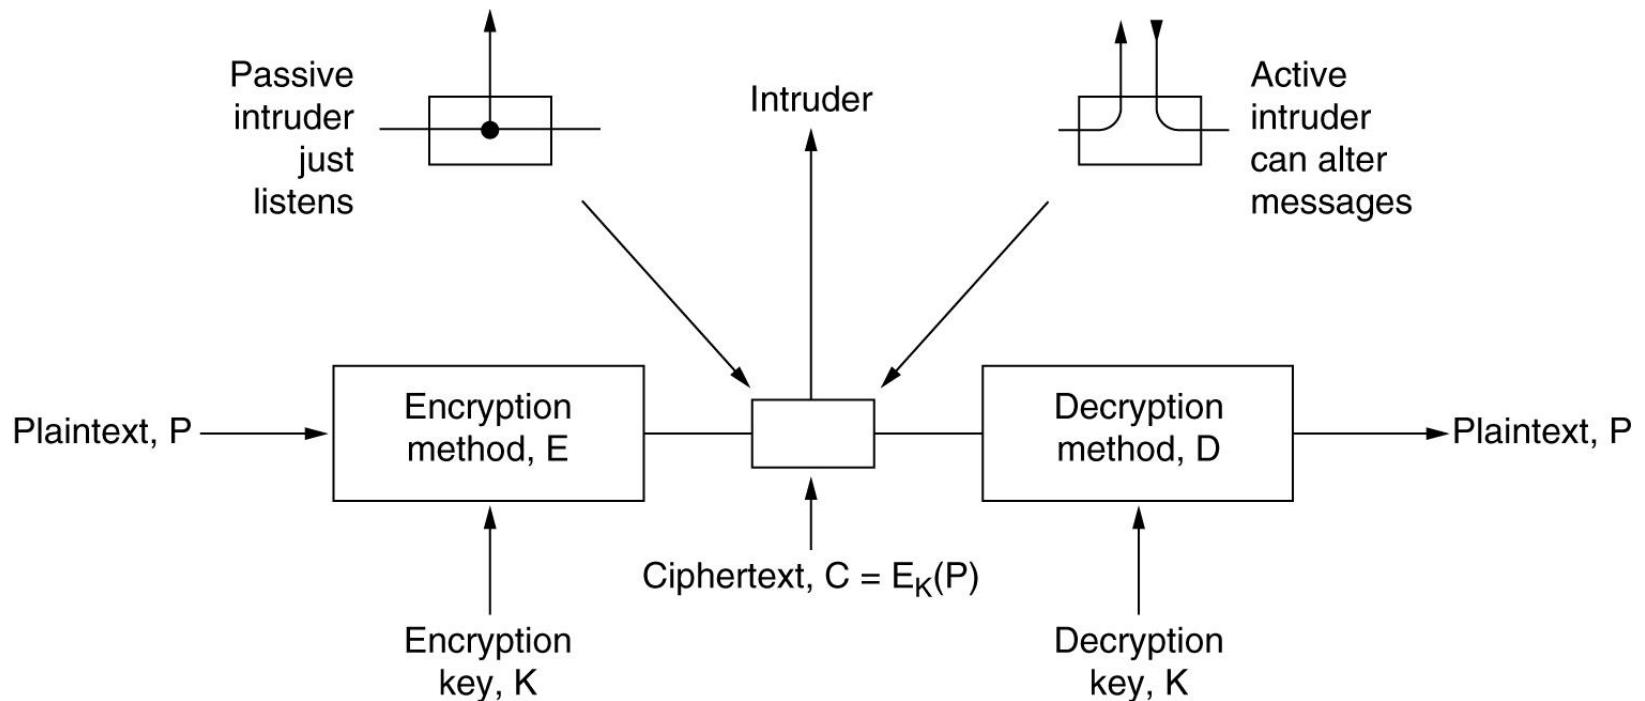 Passive
intruder
just
listens
Intruder
Active
intruder
can alter
messages
Plaintext, P
Encryption
method, E
Decryption
method, D
Plaintext, P
Ciphertext, C = E_K(P)
Encryption
key, K
Decryption
key, K